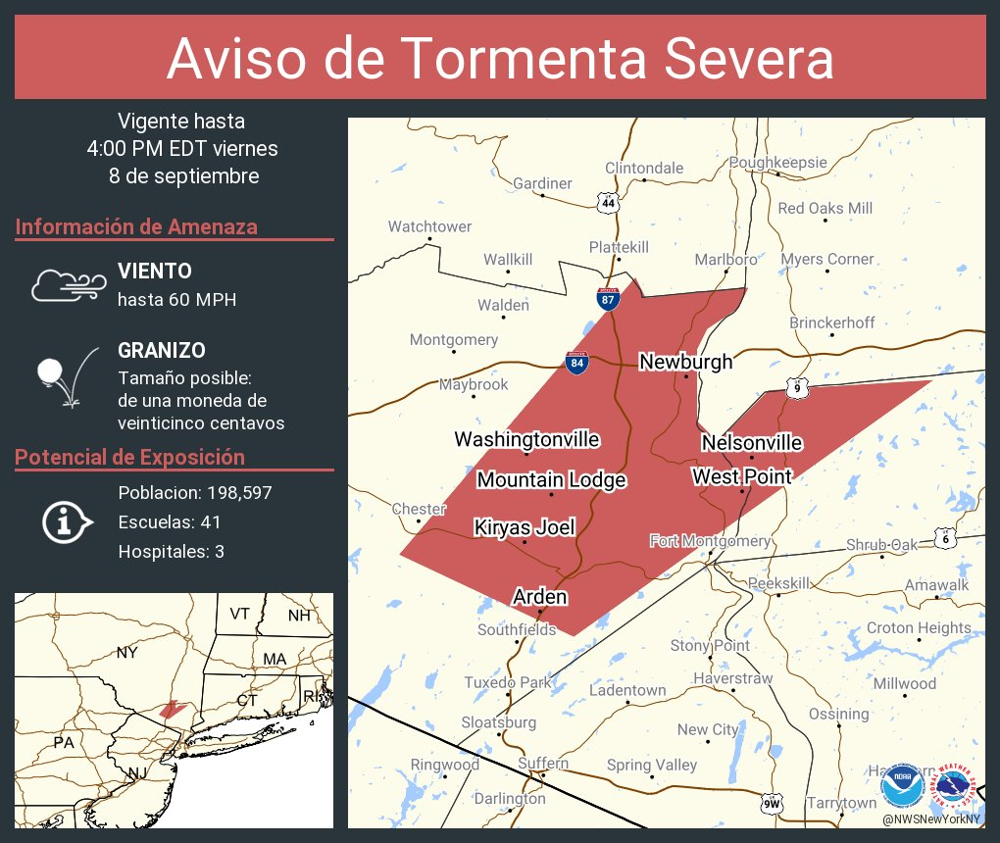 Aviso de Tormenta Severa
Vigente hasta
4:00 PM EDT viernes
8 de septiembre
Información de Amenaza
VIENTO
hasta 60 MPH
GRANIZO
Tamaño posible:
de una moneda de
veinticinco centavos
Potencial de Exposición
Poblacion: 198,597
Escuelas: 41
Hospitales: 3
VT
NH
NY
MA
CT
RI
PA
NJ
Poughkeepsie
Clintondale
Gardiner
44
Red Oaks Mill
Watchtower
Plattekill
Wallkill
Marlboro
Myers Corner
87
Walden
Brinckerhoff
Montgomery
84
Newburgh
Maybrook
9
Washingtonville
Nelsonville
Mountain Lodge
West Point
Chester
Kiryas Joel
Fort Montgomery
Shrub Oak
6
Peekskill
Amawalk
Arden
Southfields
Croton Heights
Stony Point
Tuxedo Park
Haverstraw
Millwood
Ladentown
Ossining
Sloatsburg
New City
Ringwood
Suffern
Spring Valley
NOAA
NATIONAL WEATHER SERVICE
Darlington
9W
Tarrytown
@NWSNewYorkNY